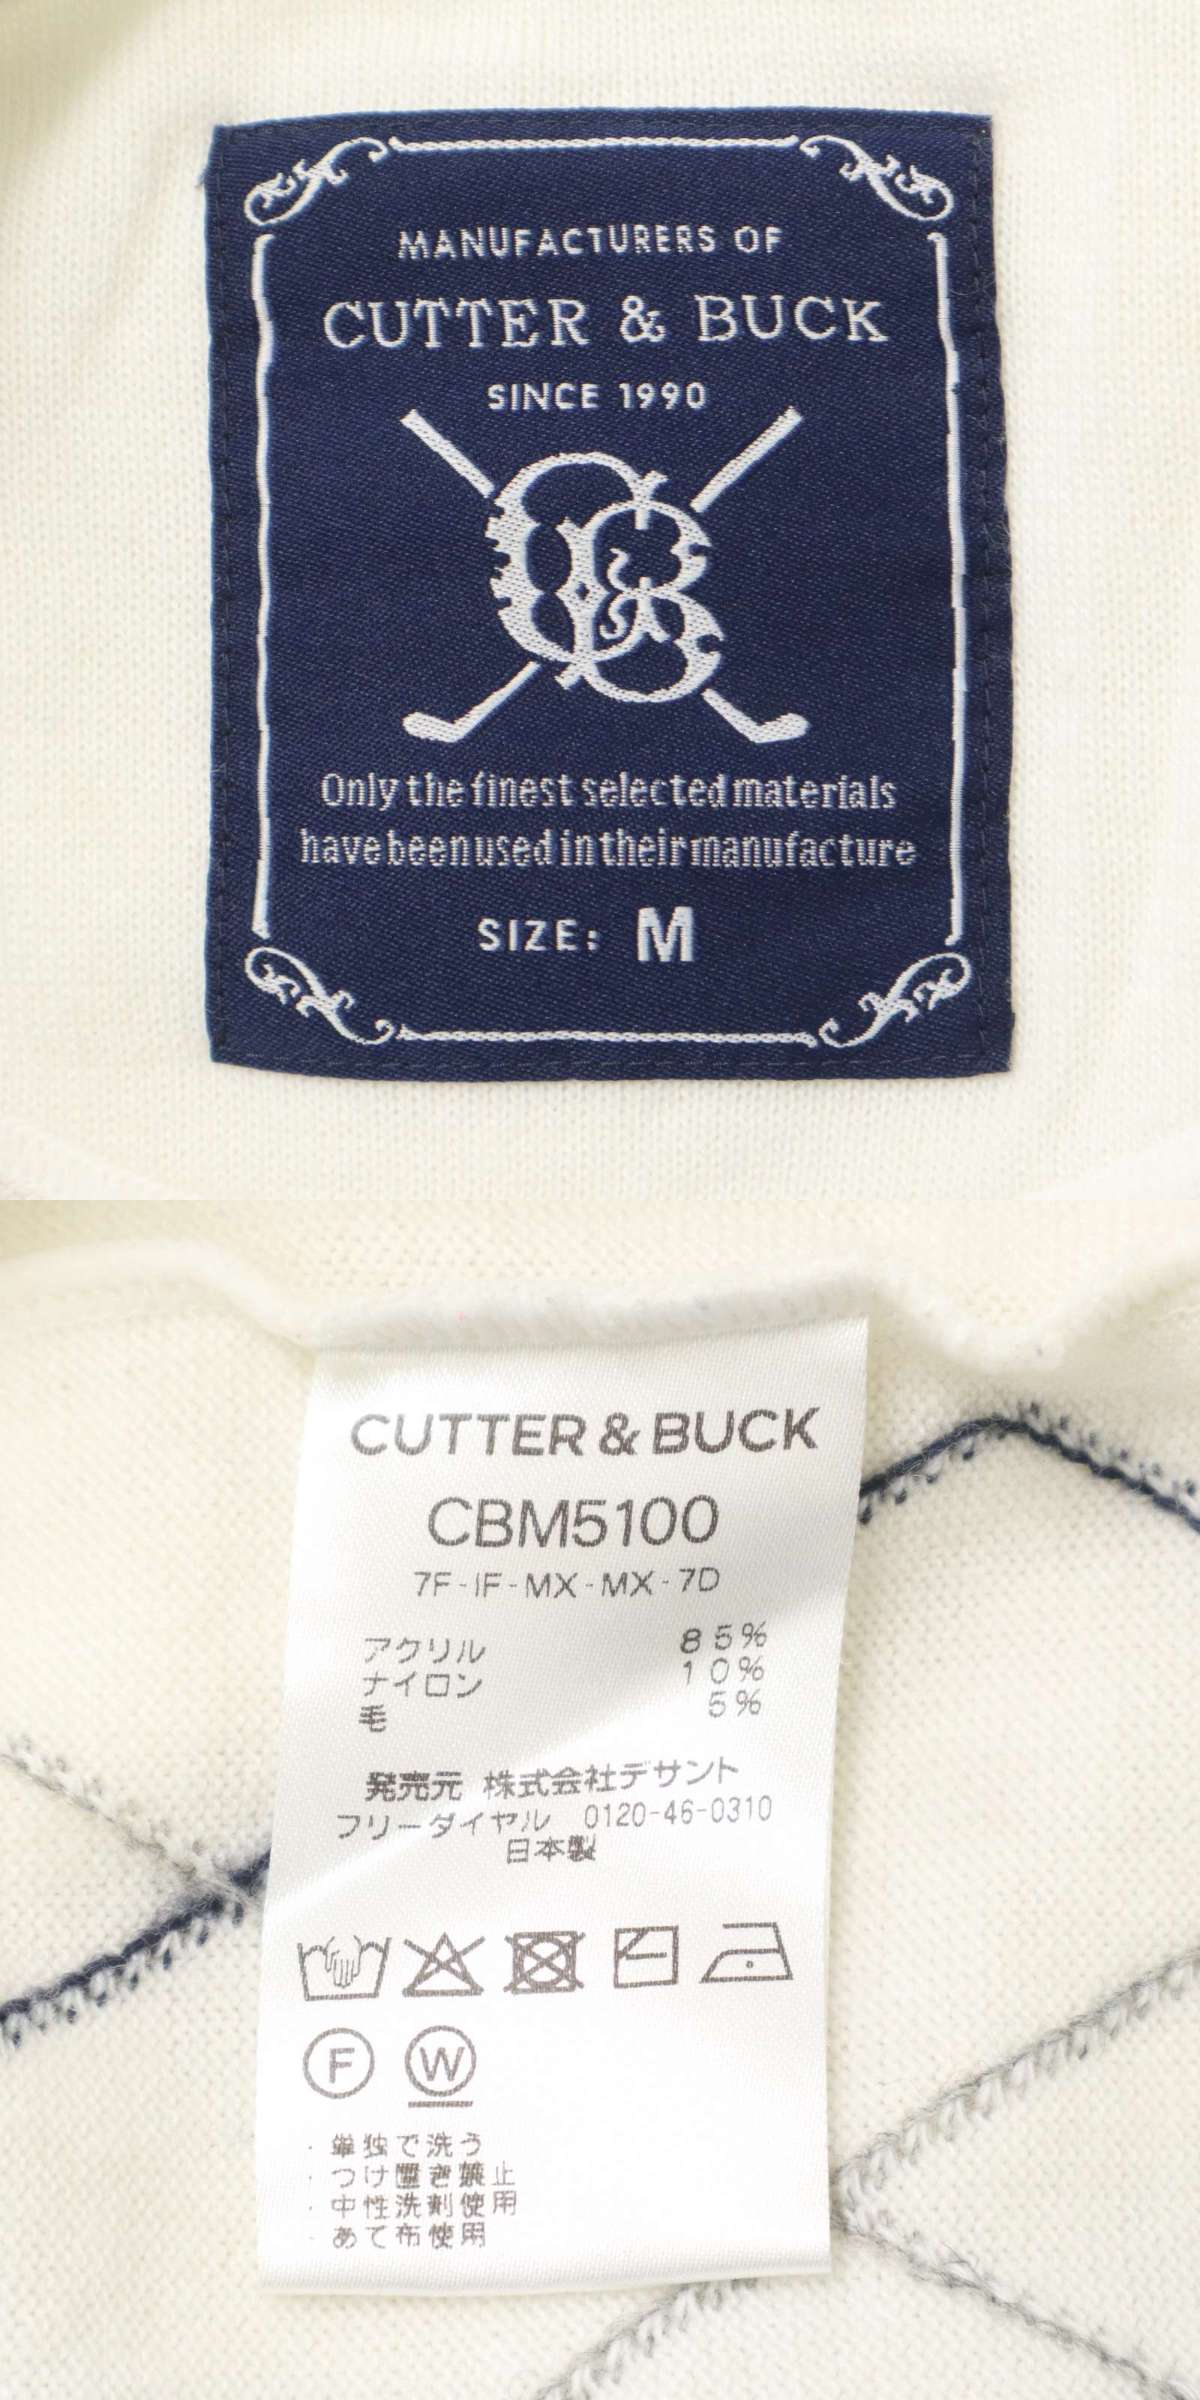 MANUFACTURERS OF
CUTTER & BUCK
SINCE 1990
CB
Only the finest selected materials
have been used in their manufacture
SIZE: M
CUTTER & BUCK
CBM5100
7F-IF-MX-MX-7D
アクリル 85%
ナイロン 10%
毛 5%
発売元 株式会社デサント
フリーダイヤル 0120-46-0310
日本製
F W
・単独で洗う
・つけ置き禁止
・中性洗剤使用
・あて布使用